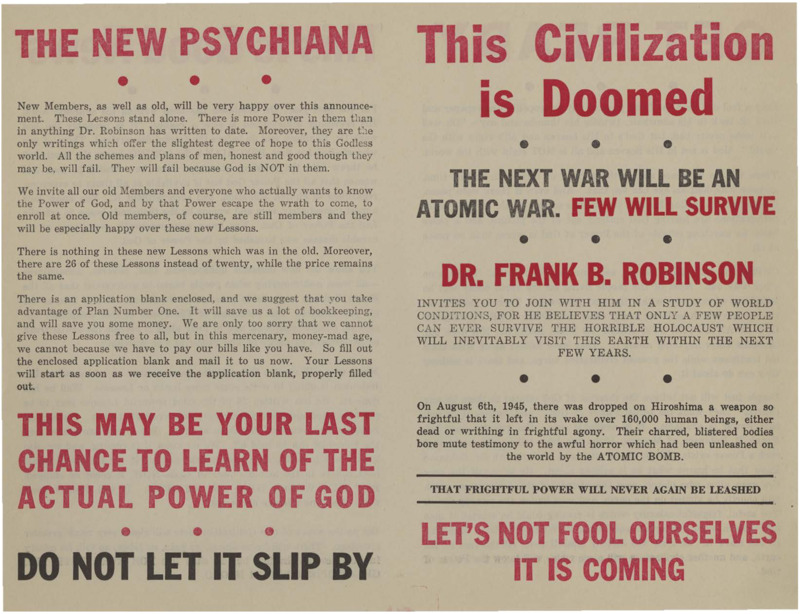 THE NEW PSYCHIANA
New Members, as well as old, will be very happy over this announce-
ment. These Lessons stand alone. There is more Power in them than
in anything Dr. Robinson has written to date. Moreover, they are the
only writings which offer the slightest degree of hope to this Godless
world. All the schemes and plans of men, honest and good though they
may be, will fail. They will fail because God is NOT in them.
We invite all our old Members and everyone who actually wants to know
the Power of God, and by that Power escape the wrath to come, to
enroll at once. Old members, of course, are still members and they
will be especially happy over these new Lessons.
There is nothing in these new Lessons which was in the old. Moreover,
there are 26 of these Lessons instead of twenty, while the price remains
the same.
There is an application blank enclosed, and we suggest that you take
advantage of Plan Number One. It will save us a lot of bookkeeping,
and will save you some money. We are only too sorry that we cannot
give these Lessons free to all, but in this mercenary, money-mad age,
we cannot because we have to pay our bills like you have. So fill out
the enclosed application blank and mail it to us now. Your Lessons
will start as soon as we receive the application blank, properly filled
out.
THIS MAY BE YOUR LAST
CHANCE TO LEARN OF THE
ACTUAL POWER OF GOD
DO NOT LET IT SLIP BY
This Civilization
is Doomed
THE NEXT WAR WILL BE AN
ATOMIC WAR. FEW WILL SURVIVE
DR. FRANK B. ROBINSON
INVITES YOU TO JOIN WITH HIM IN A STUDY OF WORLD
CONDITIONS, FOR HE BELIEVES THAT ONLY A FEW PEOPLE
CAN EVER SURVIVE THE HORRIBLE HOLOCAUST WHICH
WILL INEVITABLY VISIT THIS EARTH WITHIN THE NEXT
FEW YEARS.
On August 6th, 1945, there was dropped on Hiroshima a weapon so
frightful that it left in its wake over 160,000 human beings, either
dead or writhing in frightful agony. Their charred, blistered bodies
bore mute testimony to the awful horror which had been unleashed on
the world by the ATOMIC BOMB.
THAT FRIGHTFUL POWER WILL NEVER AGAIN BE LEASHED
LET'S NOT FOOL OURSELVES
IT IS COMING